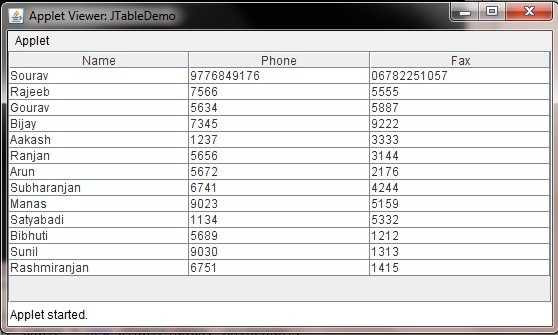 Applet Viewer: JTableDemo
Applet
Name Phone Fax
Sourav 9776849176 06782251057
Rajeeb 7566 5555
Gourav 5634 5887
Bijay 7345 9222
Aakash 1237 3333
Ranjan 5656 3144
Arun 5672 2176
Subharanjan 6741 4244
Manas 9023 5159
Satyabadi 1134 5332
Bibhuti 5689 1212
Sunil 9030 1313
Rashmiranjan 6751 1415
Applet started.